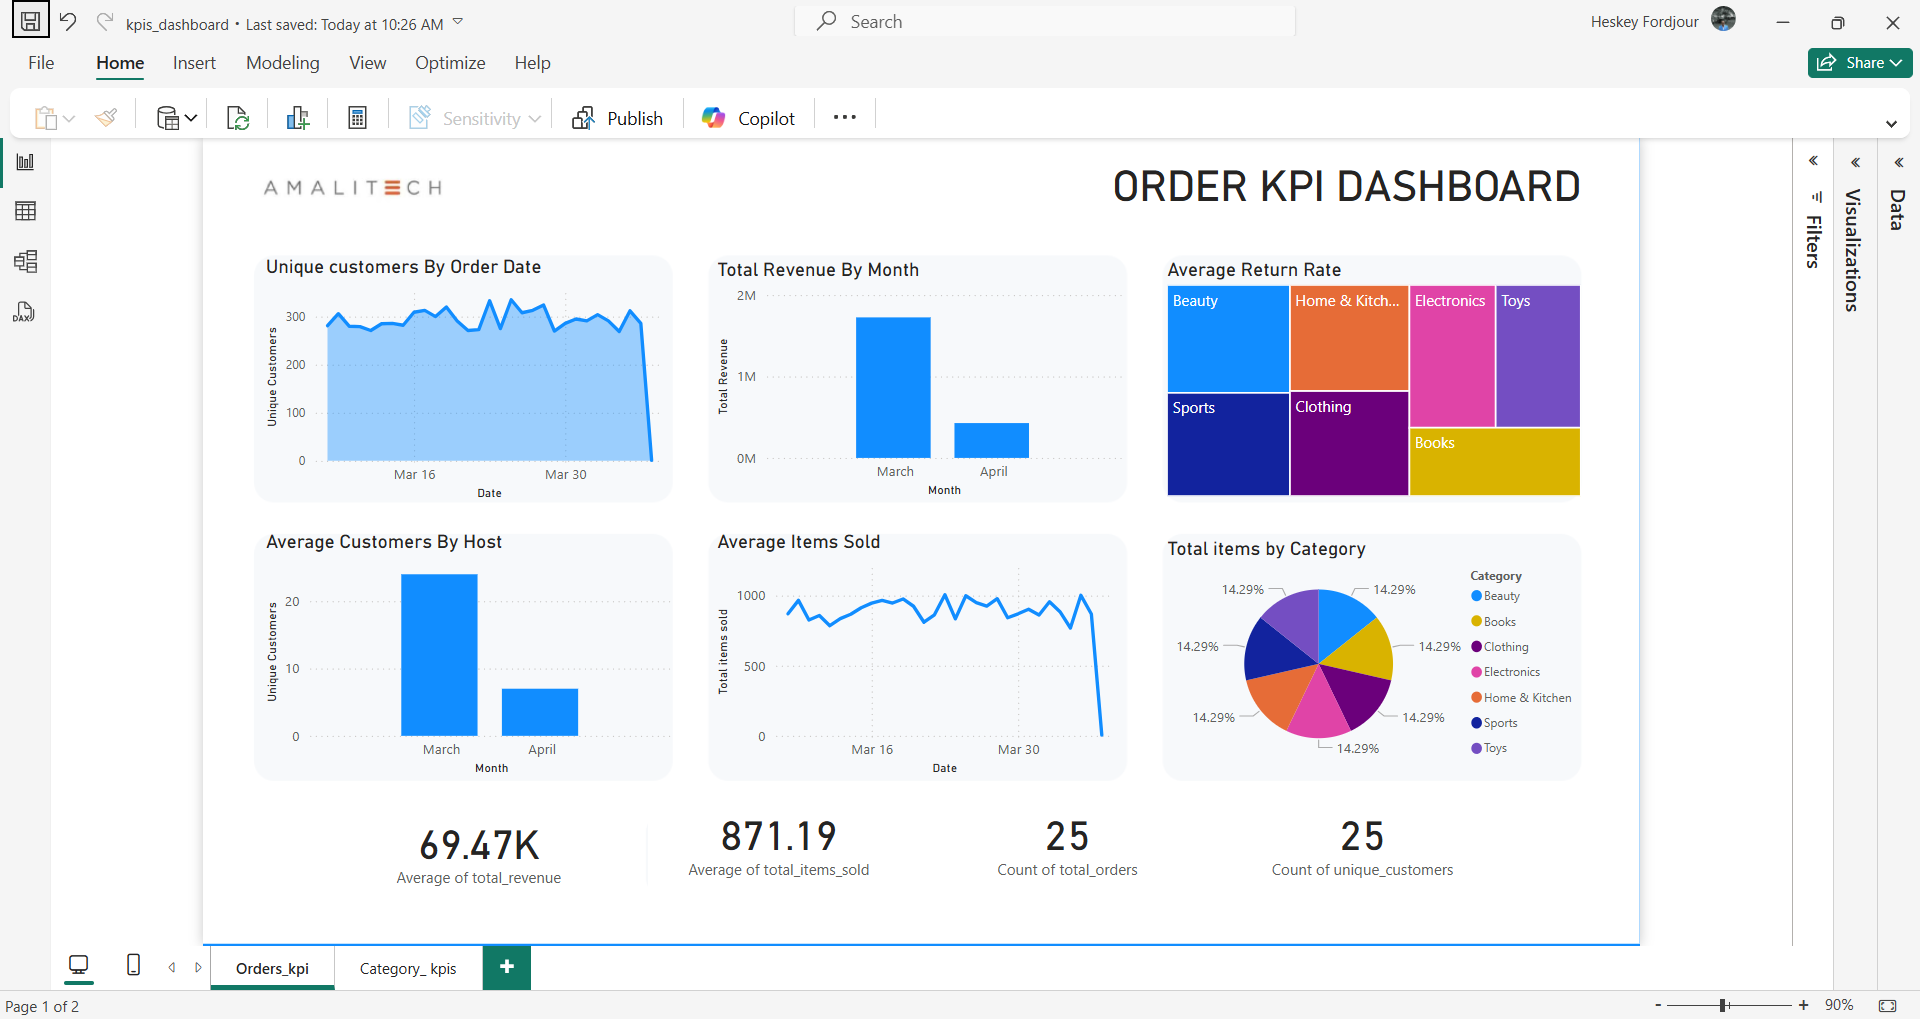 kpis_dashboard • Last saved: Today at 10:26 AM
Search
Heskey Fordjour
File
Home
Insert
Modeling
View
Optimize
Help
Share
Sensitivity
Publish
Copilot
DAX
AMALITECH
ORDER KPI DASHBOARD
Filters
Visualizations
Data
Unique customers By Order Date
Unique Customers
300
200
100
0
Mar 16
Mar 30
Date
Total Revenue By Month
Total Revenue
2M
1M
0M
March
April
Month
Average Return Rate
Beauty
Home & Kitch...
Electronics
Toys
Sports
Clothing
Books
Average Customers By Host
Unique Customers
20
10
0
March
April
Month
Average Items Sold
Total items sold
1000
500
0
Mar 16
Mar 30
Date
Total items by Category
14.29%
14.29%
14.29%
14.29%
14.29%
14.29%
14.29%
Category
Beauty
Books
Clothing
Electronics
Home & Kitchen
Sports
Toys
69.47K
Average of total_revenue
871.19
Average of total_items_sold
25
Count of total_orders
25
Count of unique_customers
Orders_kpi
Category_ kpis
+
Page 1 of 2
- + 90%